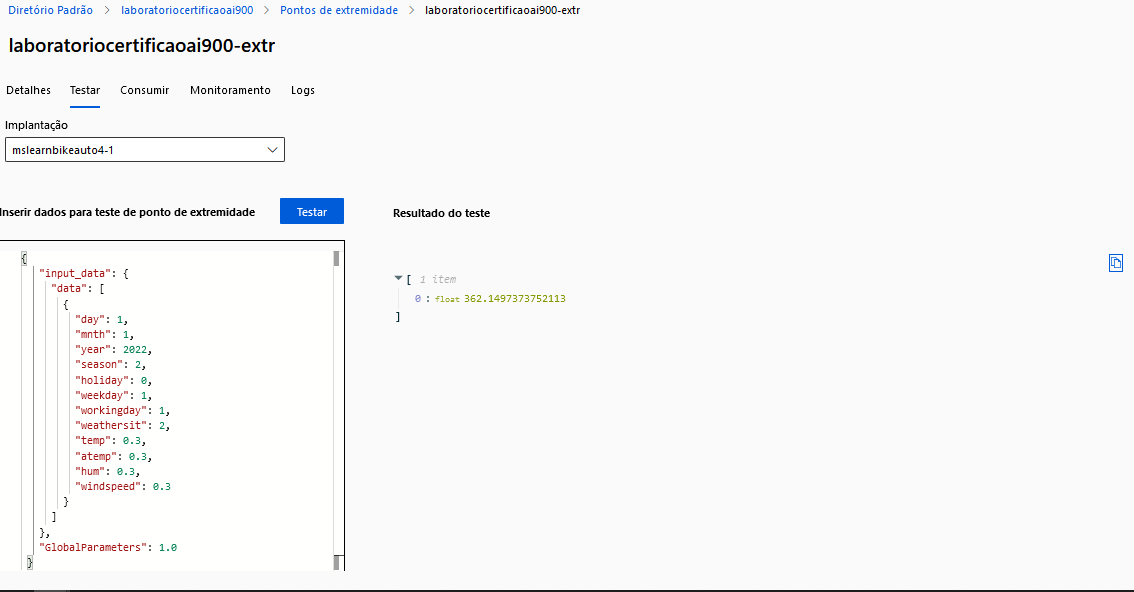 Diretório Padrão > laboratoriocertificaoai900 > Pontos de extremidade > laboratoriocertificaoai900-extr
laboratoriocertificaoai900-extr
Detalhes Testar Consumir Monitoramento Logs
Implantação
mslearnbikeauto4-1
Inserir dados para teste de ponto de extremidade Testar
{
"input_data": {
"data": [
{
"day": 1,
"mnth": 1,
"year": 2022,
"season": 2,
"holiday": 0,
"weekday": 1,
"workingday": 1,
"weathersit": 2,
"temp": 0.3,
"atemp": 0.3,
"hum": 0.3,
"windspeed": 0.3
}
]
},
"GlobalParameters": 1.0
}
Resultado do teste
[ 1 item
0 : float 362.1497373752113
]